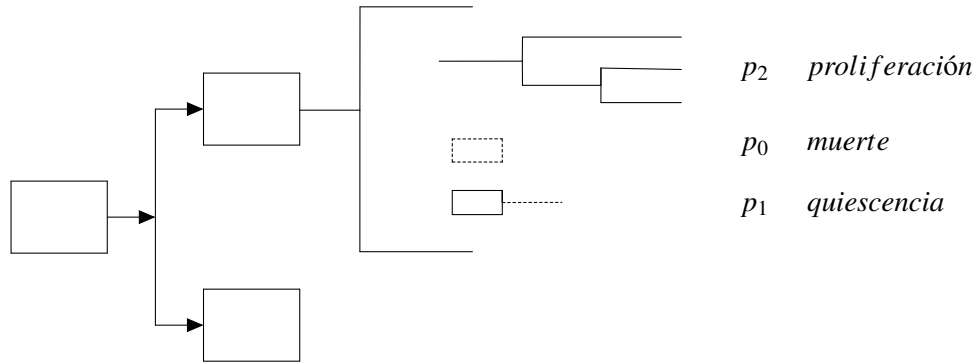 p₂ proliferación
p₀ muerte
p₁ quiescencia